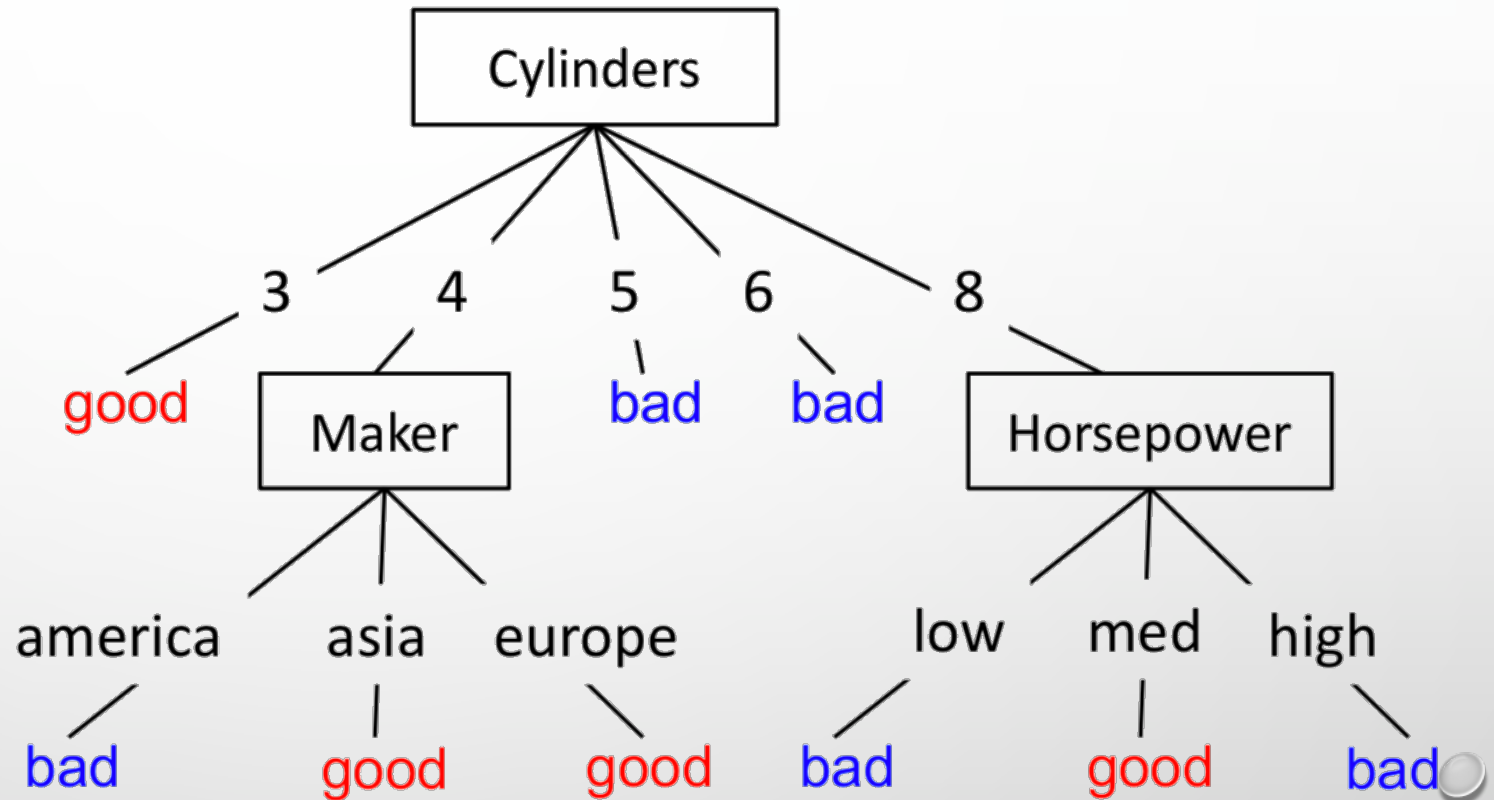 Cylinders
3 4 5 6 8
good Maker bad bad Horsepower
america asia europe low med high
bad good good bad good bad